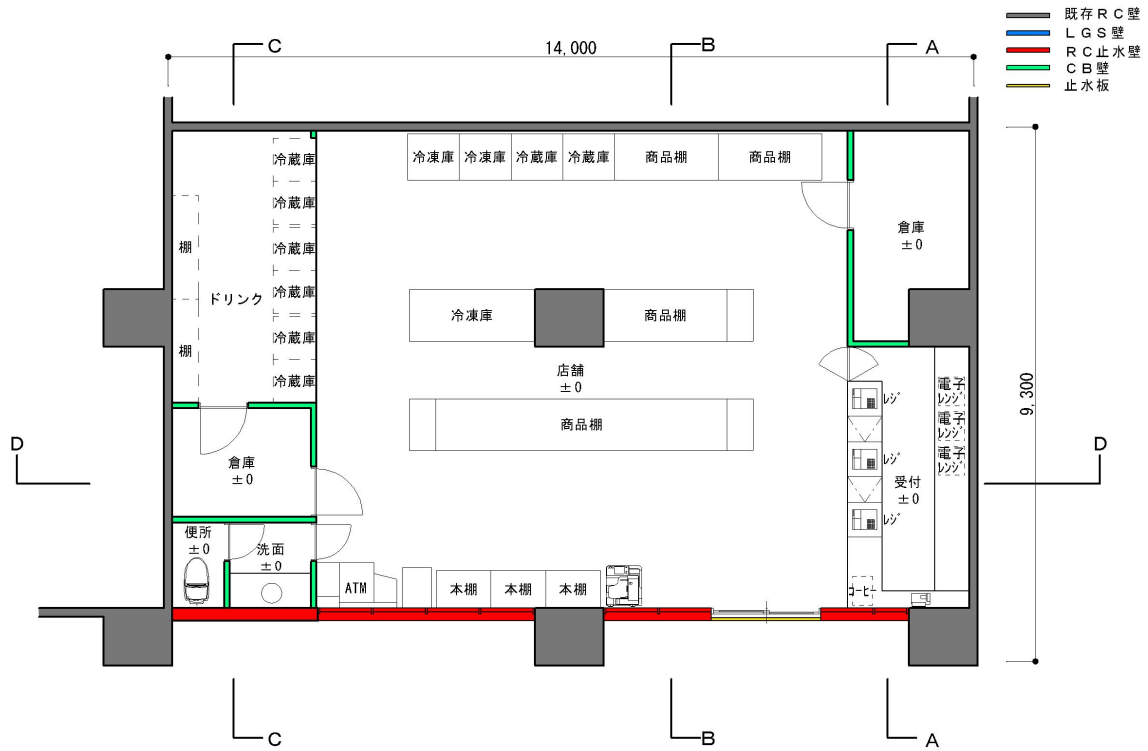 既存ＲＣ壁
ＬＧＳ壁
ＲＣ止水壁
ＣＢ壁
止水板
C
14,000
B
A
冷蔵庫
冷凍庫
冷凍庫
冷蔵庫
冷蔵庫
商品棚
商品棚
冷蔵庫
倉庫
±0
棚
冷蔵庫
ドリンク
冷蔵庫
冷凍庫
商品棚
冷蔵庫
棚
店舗
±0
冷蔵庫
電子
ﾚﾝｼﾞ
ﾚｼﾞ
9,300
電子
ﾚﾝｼﾞ
商品棚
D
電子
ﾚﾝｼﾞ
ﾚｼﾞ
D
倉庫
±0
受付
±0
ﾚｼﾞ
便所
±0
洗面
±0
ATM
本棚
本棚
本棚
ｺｰﾋｰ
C
B
A